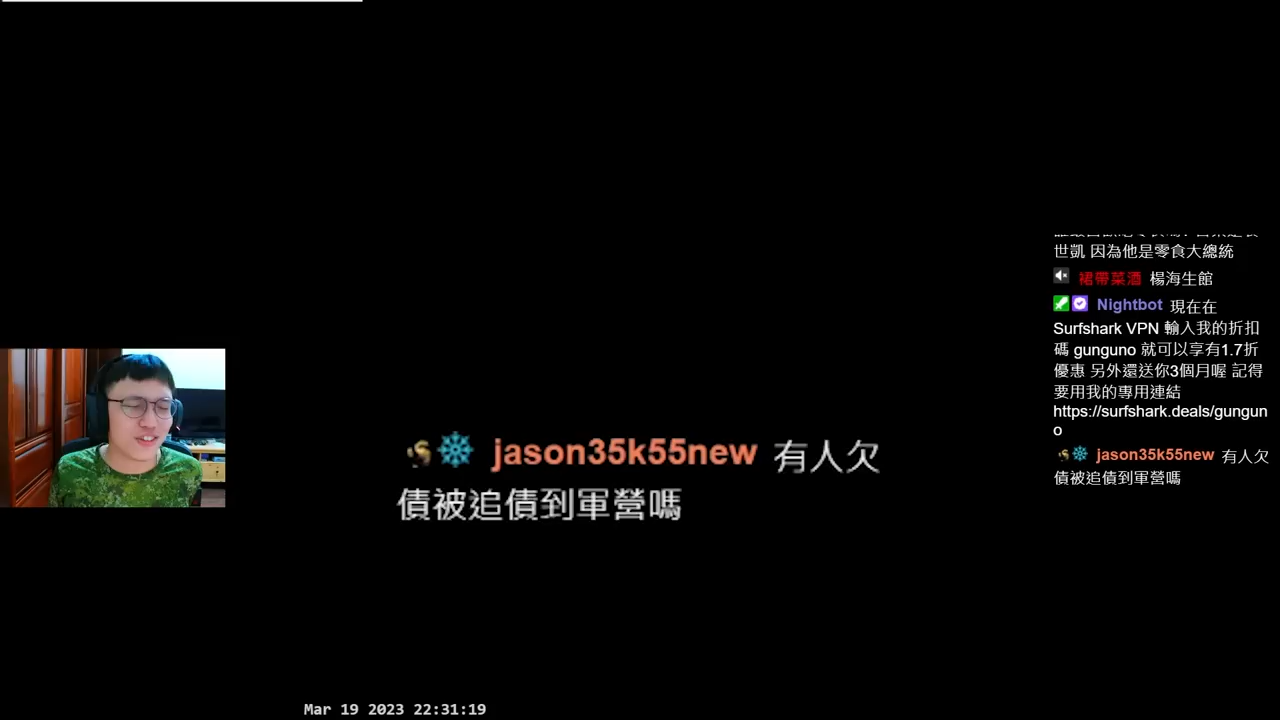 世凱 因為他是零食大總統
裙帶菜酒 楊海生館
Nightbot 現在在
Surfshark VPN 輸入我的折扣
碼 gunguno 就可以享有1.7折
優惠 另外還送你3個月喔 記得
要用我的專用連結
https://surfshark.deals/gungun
o
jason35k55new 有人欠
債被追債到軍營嗎
jason35k55new 有人欠
債被追債到軍營嗎
Mar 19 2023 22:31:19